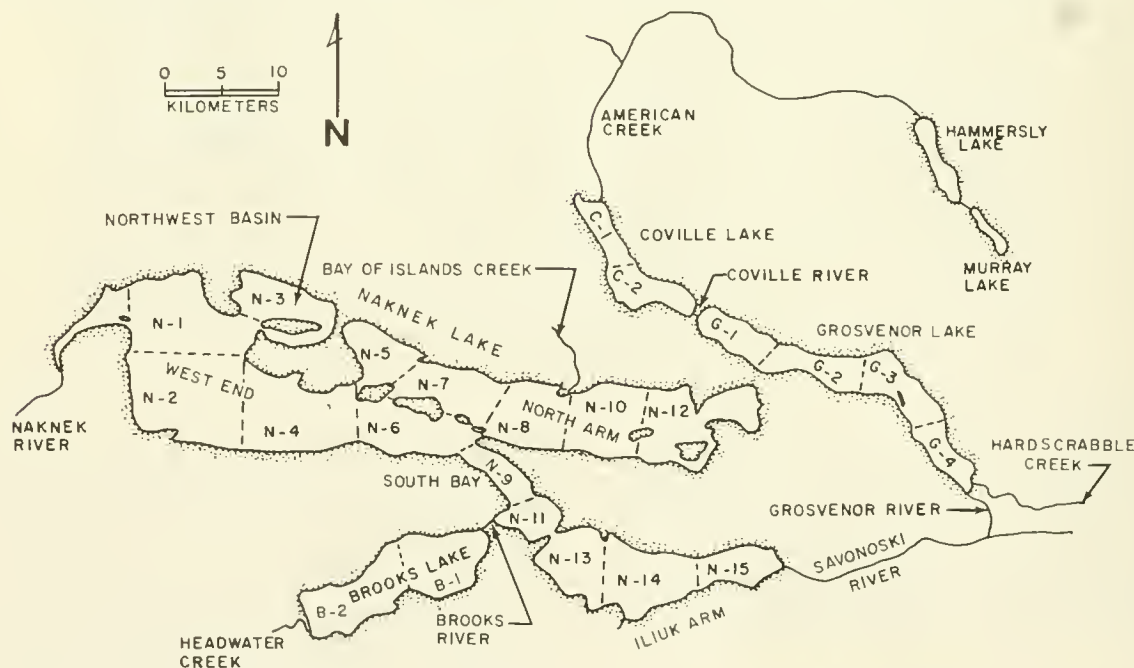 0 5 10
KILOMETERS
N
AMERICAN
CREEK
HAMMERSLY
LAKE
MURRAY
LAKE
NORTHWEST BASIN
BAY OF ISLANDS CREEK
C-1
C-2
COVILLE LAKE
COVILLE RIVER
NAKNEK LAKE
N-1
N-2
N-3
N-4
N-5
N-6
N-7
N-8
N-10
N-12
WEST END
NORTH
ARM
G-1
G-2
G-3
G-4
GROSVENOR LAKE
NAKNEK
RIVER
HARDSCRABBLE
CREEK
SOUTH BAY
N-9
N-11
N-13
N-14
N-15
GROSVENOR RIVER
SAVONOSKI
RIVER
BROOKS LAKE
B-1
B-2
BROOKS
RIVER
ILIUK ARM
HEADWATER
CREEK